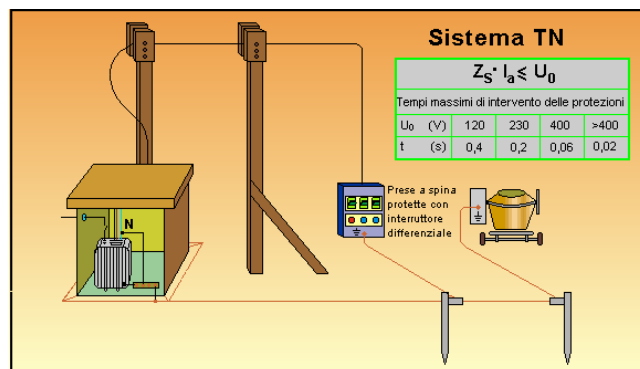 Sistema TN
Zs · Ia ≤ U0
Tempi massimi di intervento delle protezioni
U0 (V) 120 230 400 >400
t (s) 0,4 0,2 0,06 0,02
Prese a spina
protette con
interruttore
differenziale
N